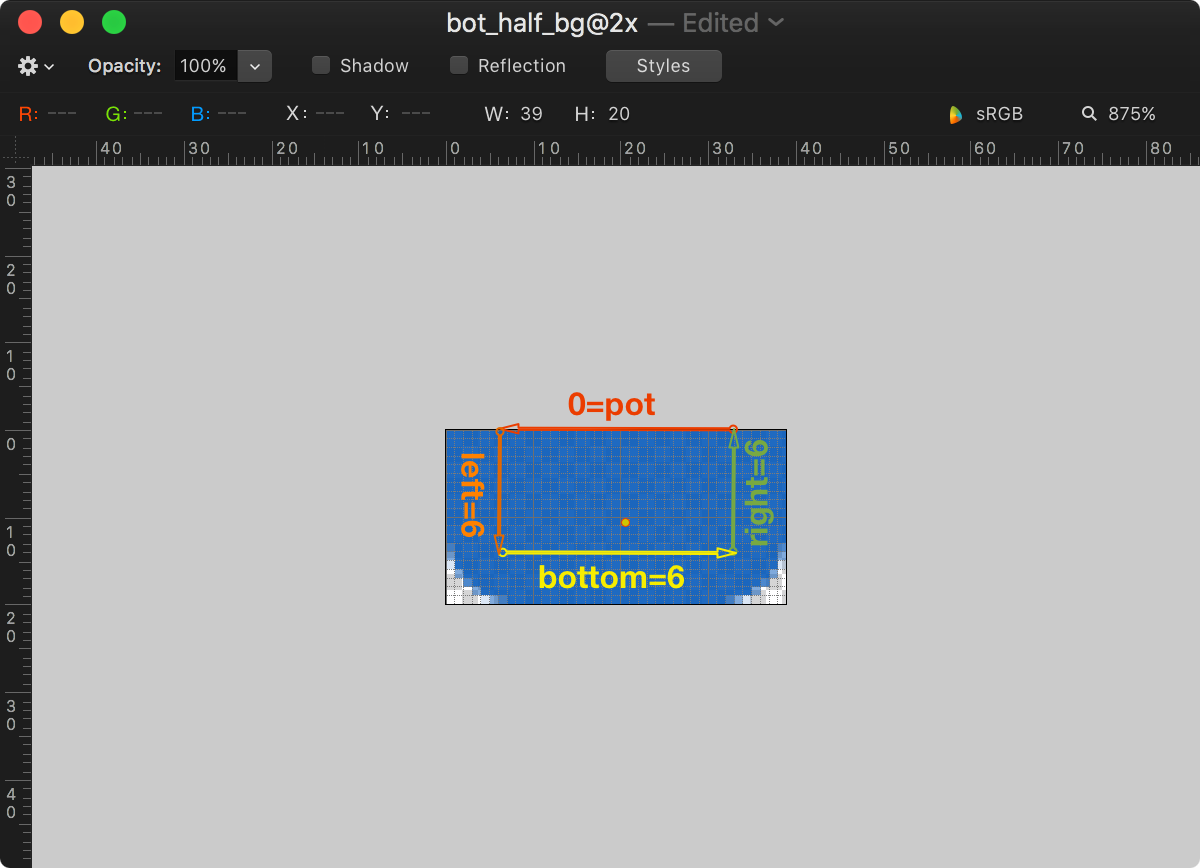 bot_half_bg@2x — Edited
Opacity: 100% Shadow Reflection Styles
R: --- G: --- B: --- X: --- Y: --- W: 39 H: 20 sRGB 875%
40 30 20 10 0 10 20 30 40 50 60 70 80
30
20
10
0
10
20
30
40
0=pot
left=6
right=6
bottom=6